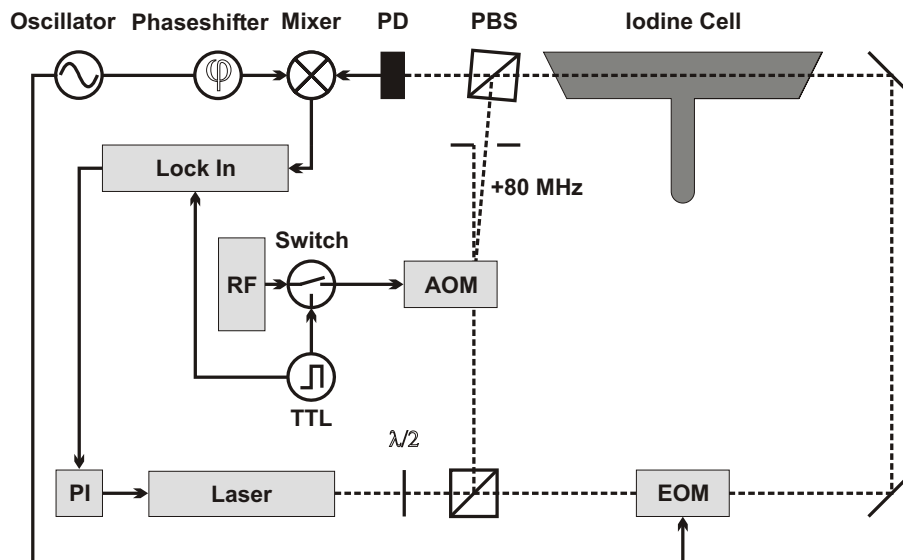 Oscillator Phaseshifter Mixer PD PBS Iodine Cell
φ
Lock In
+80 MHz
Switch
RF
AOM
TTL
λ/2
PI
Laser
EOM